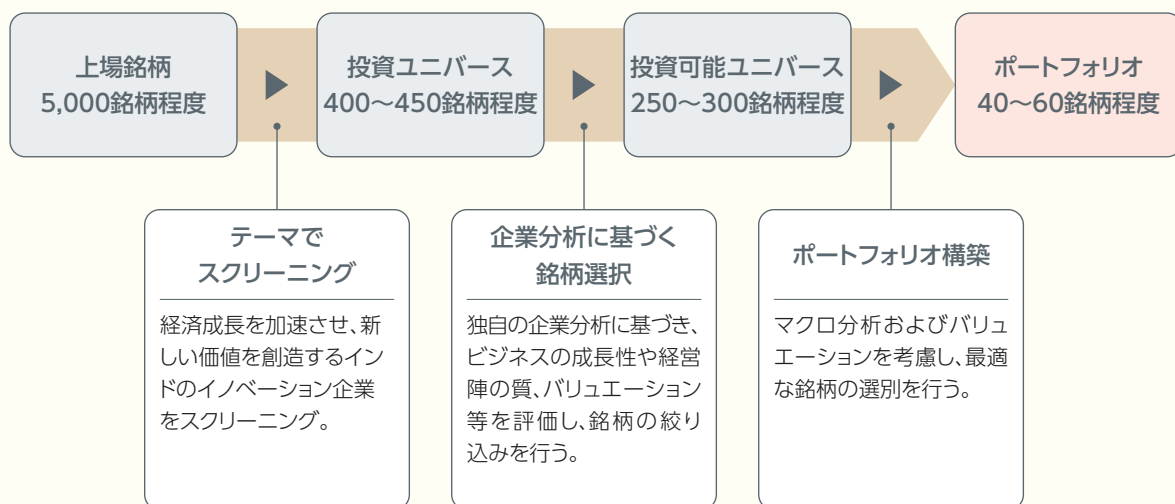 上場銘柄
5,000銘柄程度
投資ユニバース
400～450銘柄程度
投資可能ユニバース
250～300銘柄程度
ポートフォリオ
40～60銘柄程度
テーマで
スクリーニング
経済成長を加速させ、新
しい価値を創造するイン
ドのイノベーション企業
をスクリーニング。
企業分析に基づく
銘柄選択
独自の企業分析に基づき、
ビジネスの成長性や経営
陣の質、バリュエーション
等を評価し、銘柄の絞り
込みを行う。
ポートフォリオ構築
マクロ分析およびバリュ
エーションを考慮し、最適
な銘柄の選別を行う。